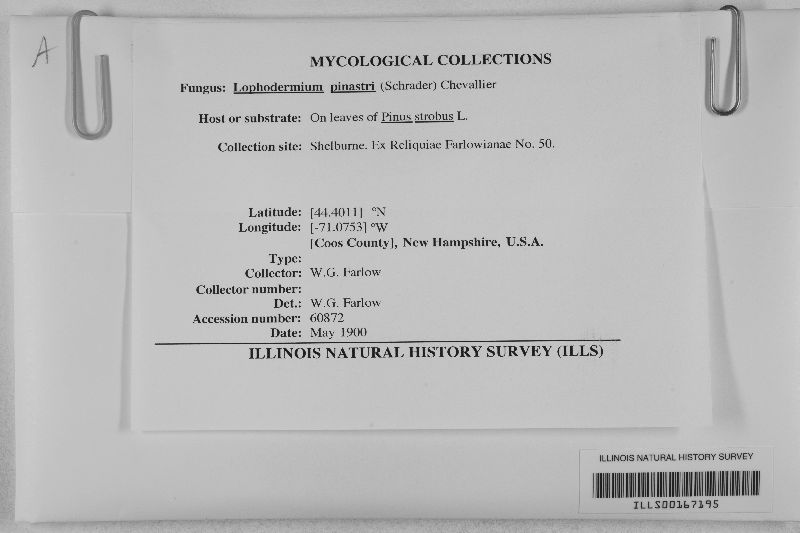 A
MYCOLOGICAL COLLECTIONS
Fungus: Lophodermium pinastri (Schrader) Chevallier
Host or substrate: On leaves of Pinus strobus L.
Collection site: Shelburne. Ex Reliquiae Farlowianae No. 50.
Latitude: [44.4011] °N
Longitude: [-71.0753] °W
[Coos County], New Hampshire, U.S.A.
Type:
Collector: W.G. Farlow
Collector number:
Det.: W.G. Farlow
Accession number: 60872
Date: May 1900
ILLINOIS NATURAL HISTORY SURVEY (ILLS)
ILLINOIS NATURAL HISTORY SURVEY
ILLS00167195